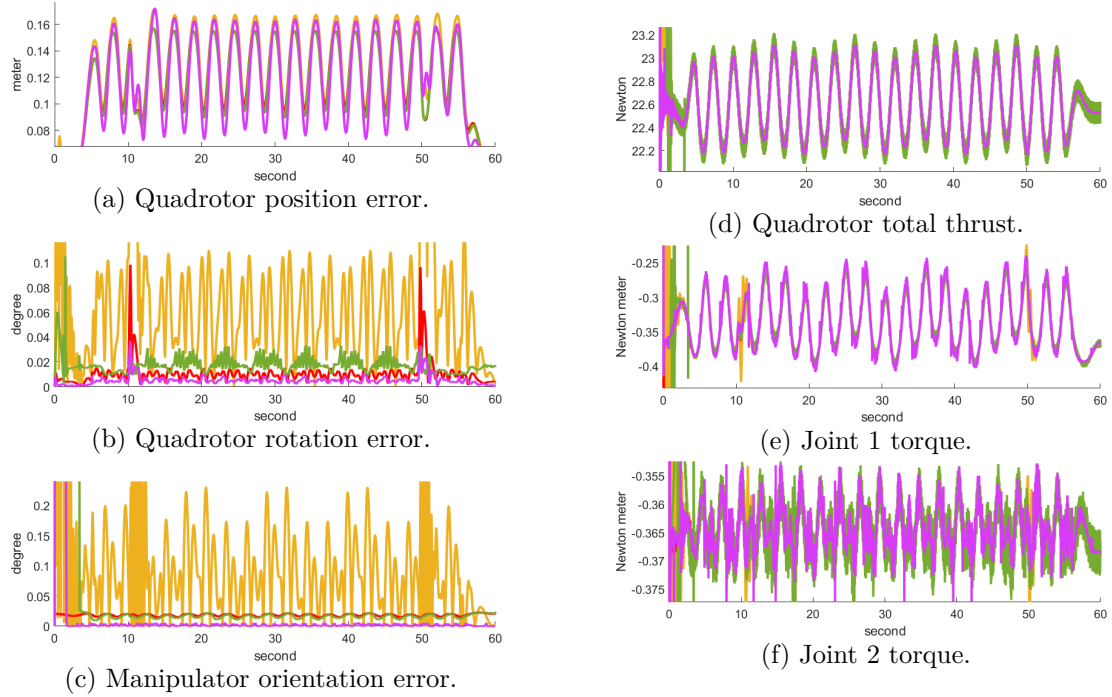 meter
0.16
0.14
0.12
0.1
0.08
0 10 20 30 40 50 60
second
(a) Quadrotor position error.
degree
0.1
0.08
0.06
0.04
0.02
0
0 10 20 30 40 50 60
second
(b) Quadrotor rotation error.
degree
0.2
0.15
0.1
0.05
0
0 10 20 30 40 50 60
second
(c) Manipulator orientation error.
Newton
23.2
23
22.8
22.6
22.4
22.2
0 10 20 30 40 50 60
second
(d) Quadrotor total thrust.
Newton meter
-0.25
-0.3
-0.35
-0.4
0 10 20 30 40 50 60
second
(e) Joint 1 torque.
Newton meter
-0.355
-0.36
-0.365
-0.37
-0.375
0 10 20 30 40 50 60
second
(f) Joint 2 torque.